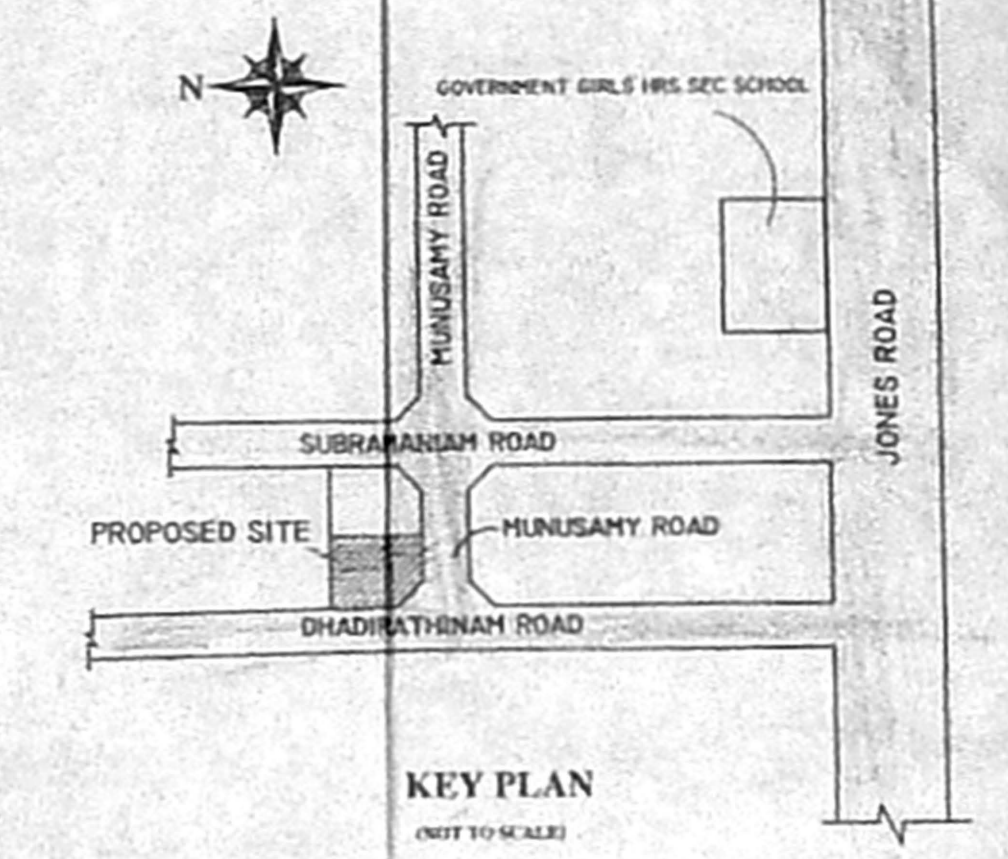 N
GOVERNMENT GIRLS HRS SEC SCHOOL
MUNUSAMY ROAD
JONES ROAD
SUBRAMANIAM ROAD
PROPOSED SITE
MUNUSAMY ROAD
DHADIRATHINAM ROAD
KEY PLAN
(NOT TO SCALE)